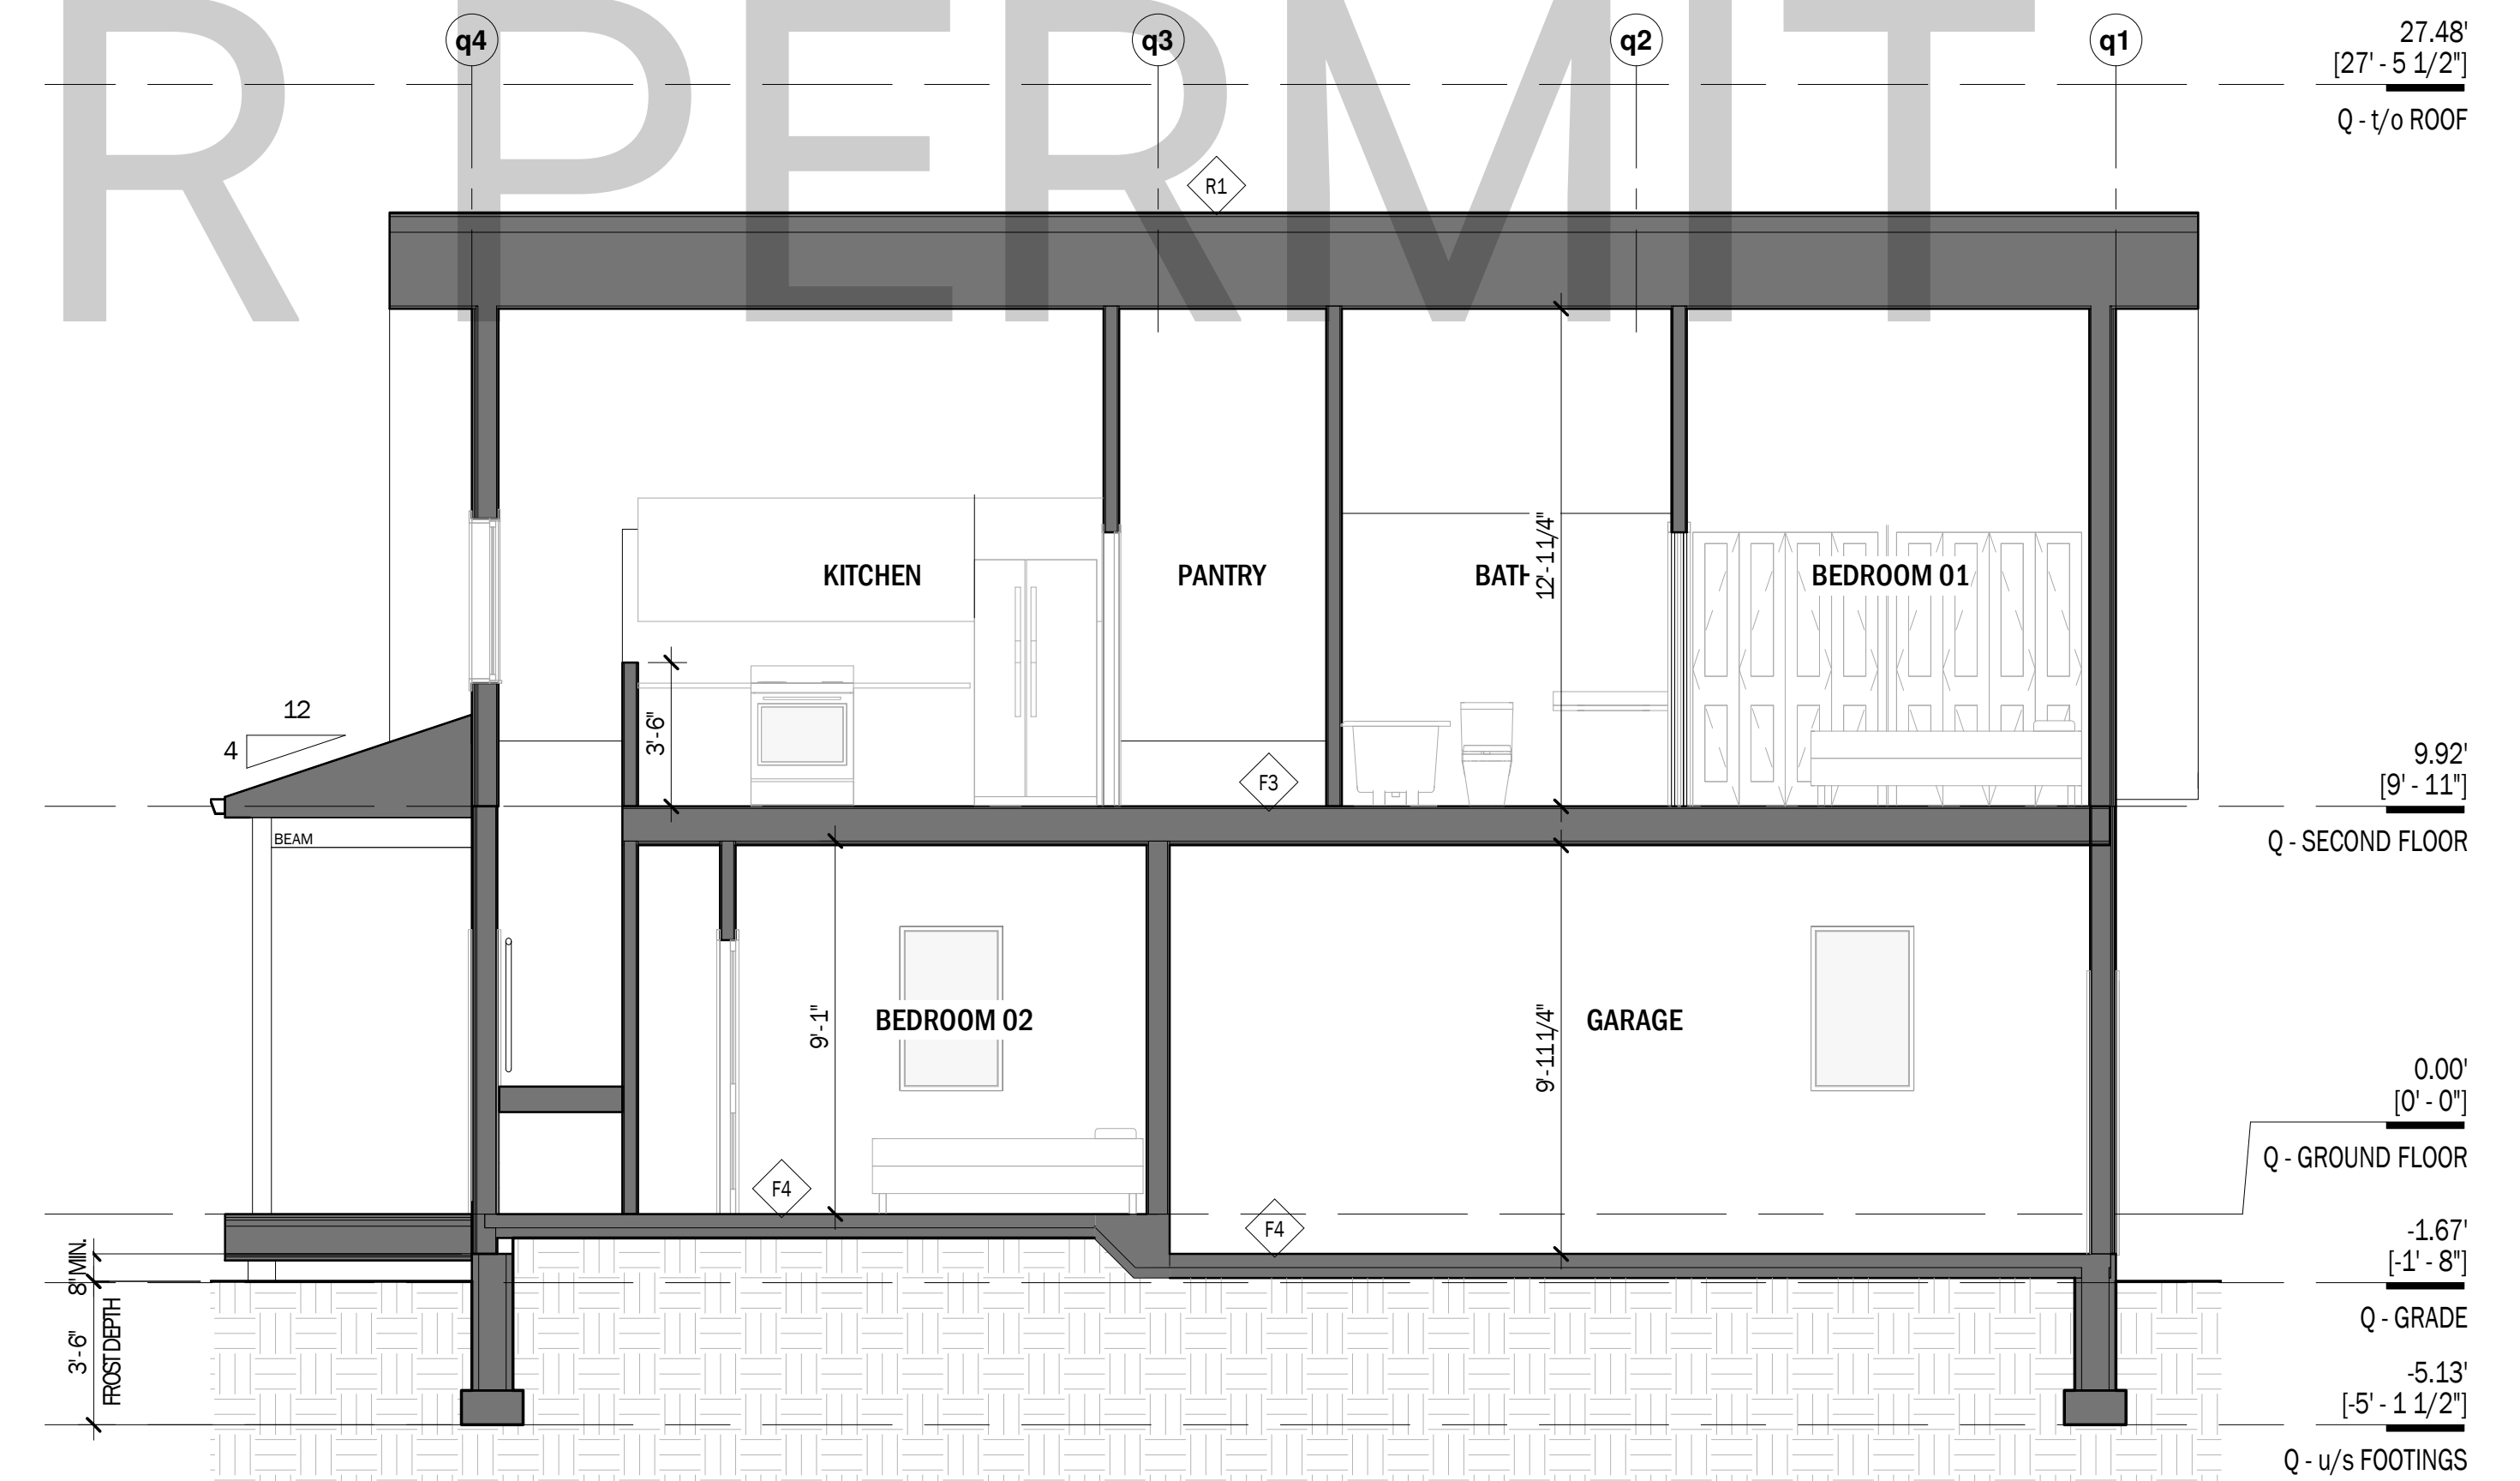 R PERMIT
q4
q3
q2
q1
27.48'
[27' - 5 1/2"]
Q - t/o ROOF
R1
KITCHEN
PANTRY
12'-1 1/4"
BEDROOM 01
12
4
3'-6"
F3
9.92'
[9' - 11"]
Q - SECOND FLOOR
BEAM
9'-1"
BEDROOM 02
9'-11 1/4"
GARAGE
0.00'
[0' - 0"]
Q - GROUND FLOOR
F4
F4
8" MIN.
-1.67'
[-1' - 8"]
Q - GRADE
3'-6"
FROST DEPTH
-5.13'
[-5' - 1 1/2"]
Q - u/s FOOTINGS